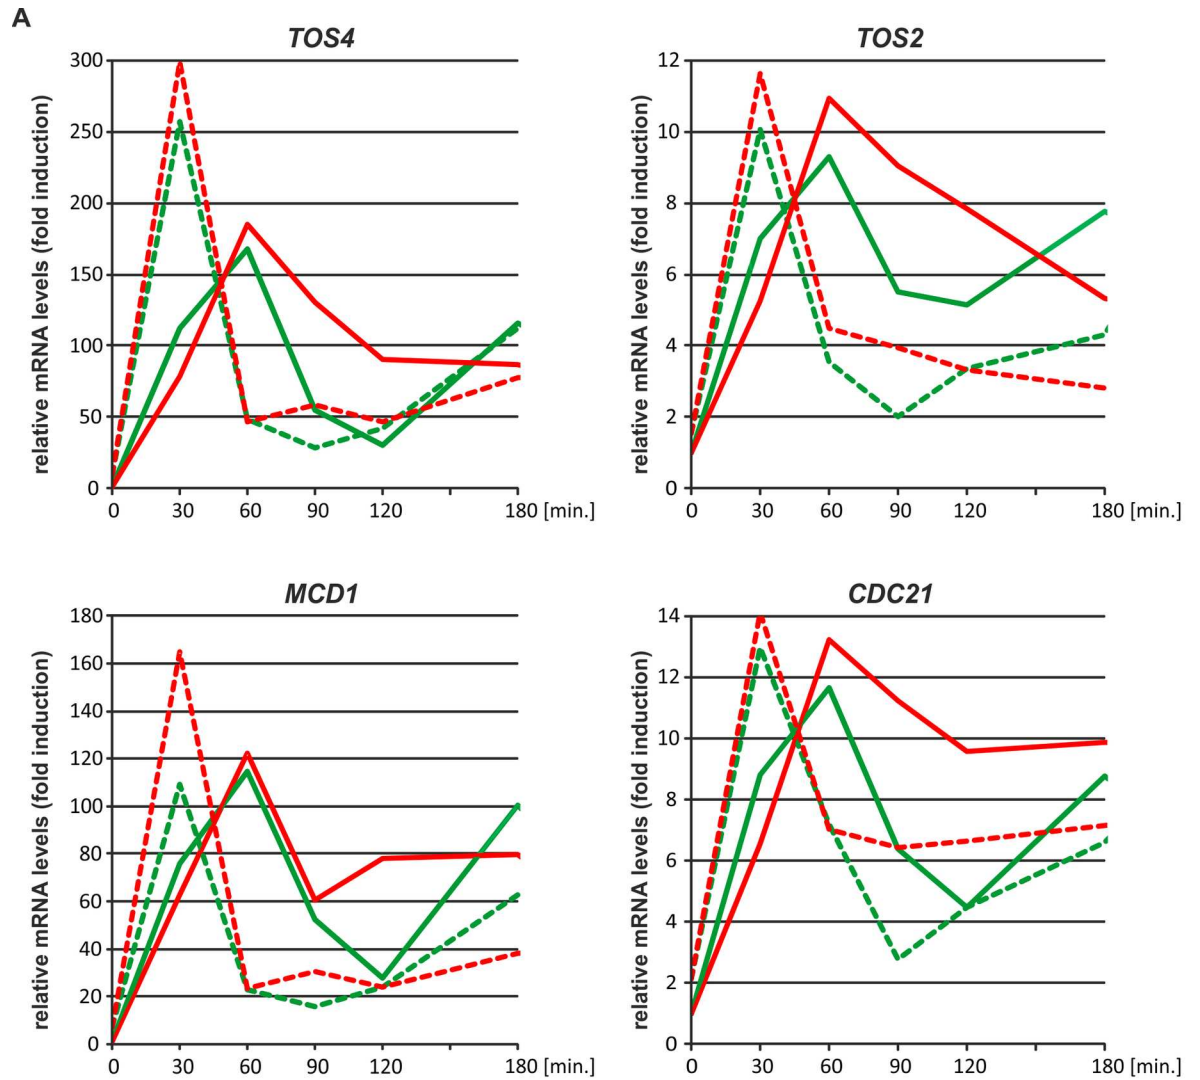 A
TOS4
relative mRNA levels (fold induction)
300
250
200
150
100
50
0
0 30 60 90 120 180 [min.]
TOS2
relative mRNA levels (fold induction)
12
10
8
6
4
2
0
0 30 60 90 120 180 [min.]
MCD1
relative mRNA levels (fold induction)
180
160
140
120
100
80
60
40
20
0
0 30 60 90 120 180 [min.]
CDC21
relative mRNA levels (fold induction)
14
12
10
8
6
4
2
0
0 30 60 90 120 180 [min.]